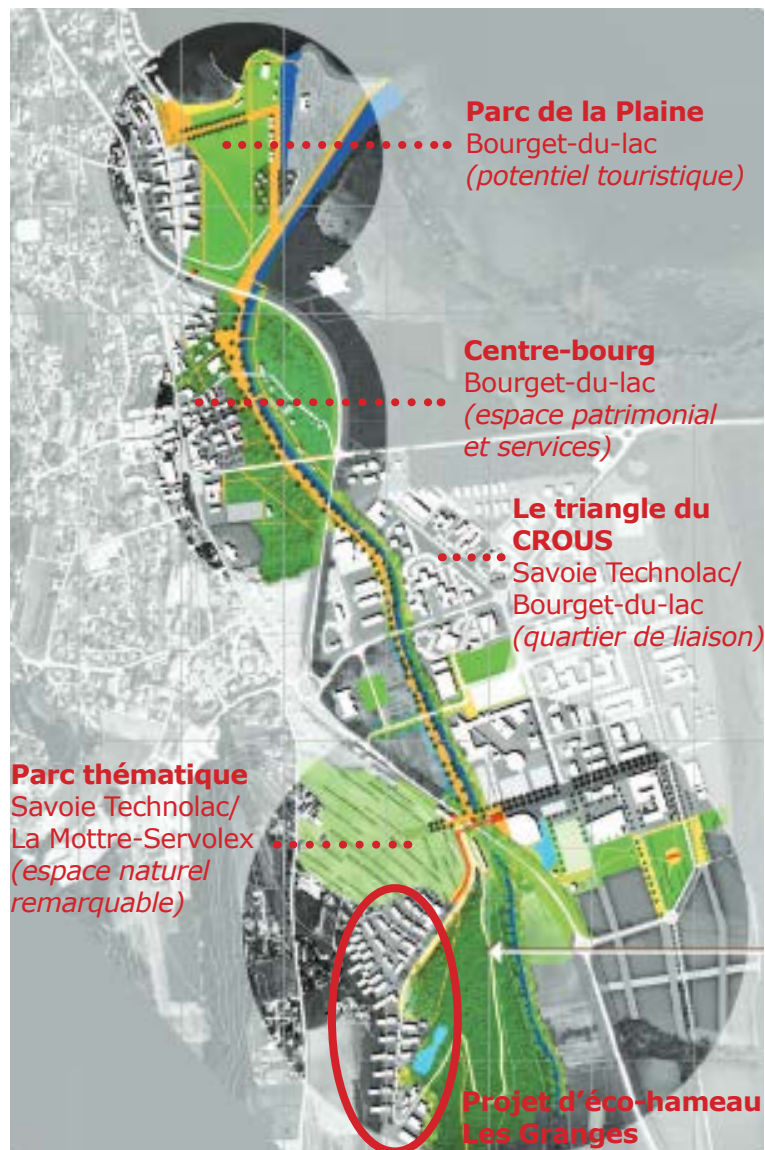 Parc de la Plaine
Bourget-du-lac
(potentiel touristique)
Centre-bourg
Bourget-du-lac
(espace patrimonial
et services)
Le triangle du
CROUS
Savoie Technolac/
Bourget-du-lac
(quartier de liaison)
Parc thématique
Savoie Technolac/
La Mottre-Servolex
(espace naturel
remarquable)
Projet d'éco-hameau
Les Granges